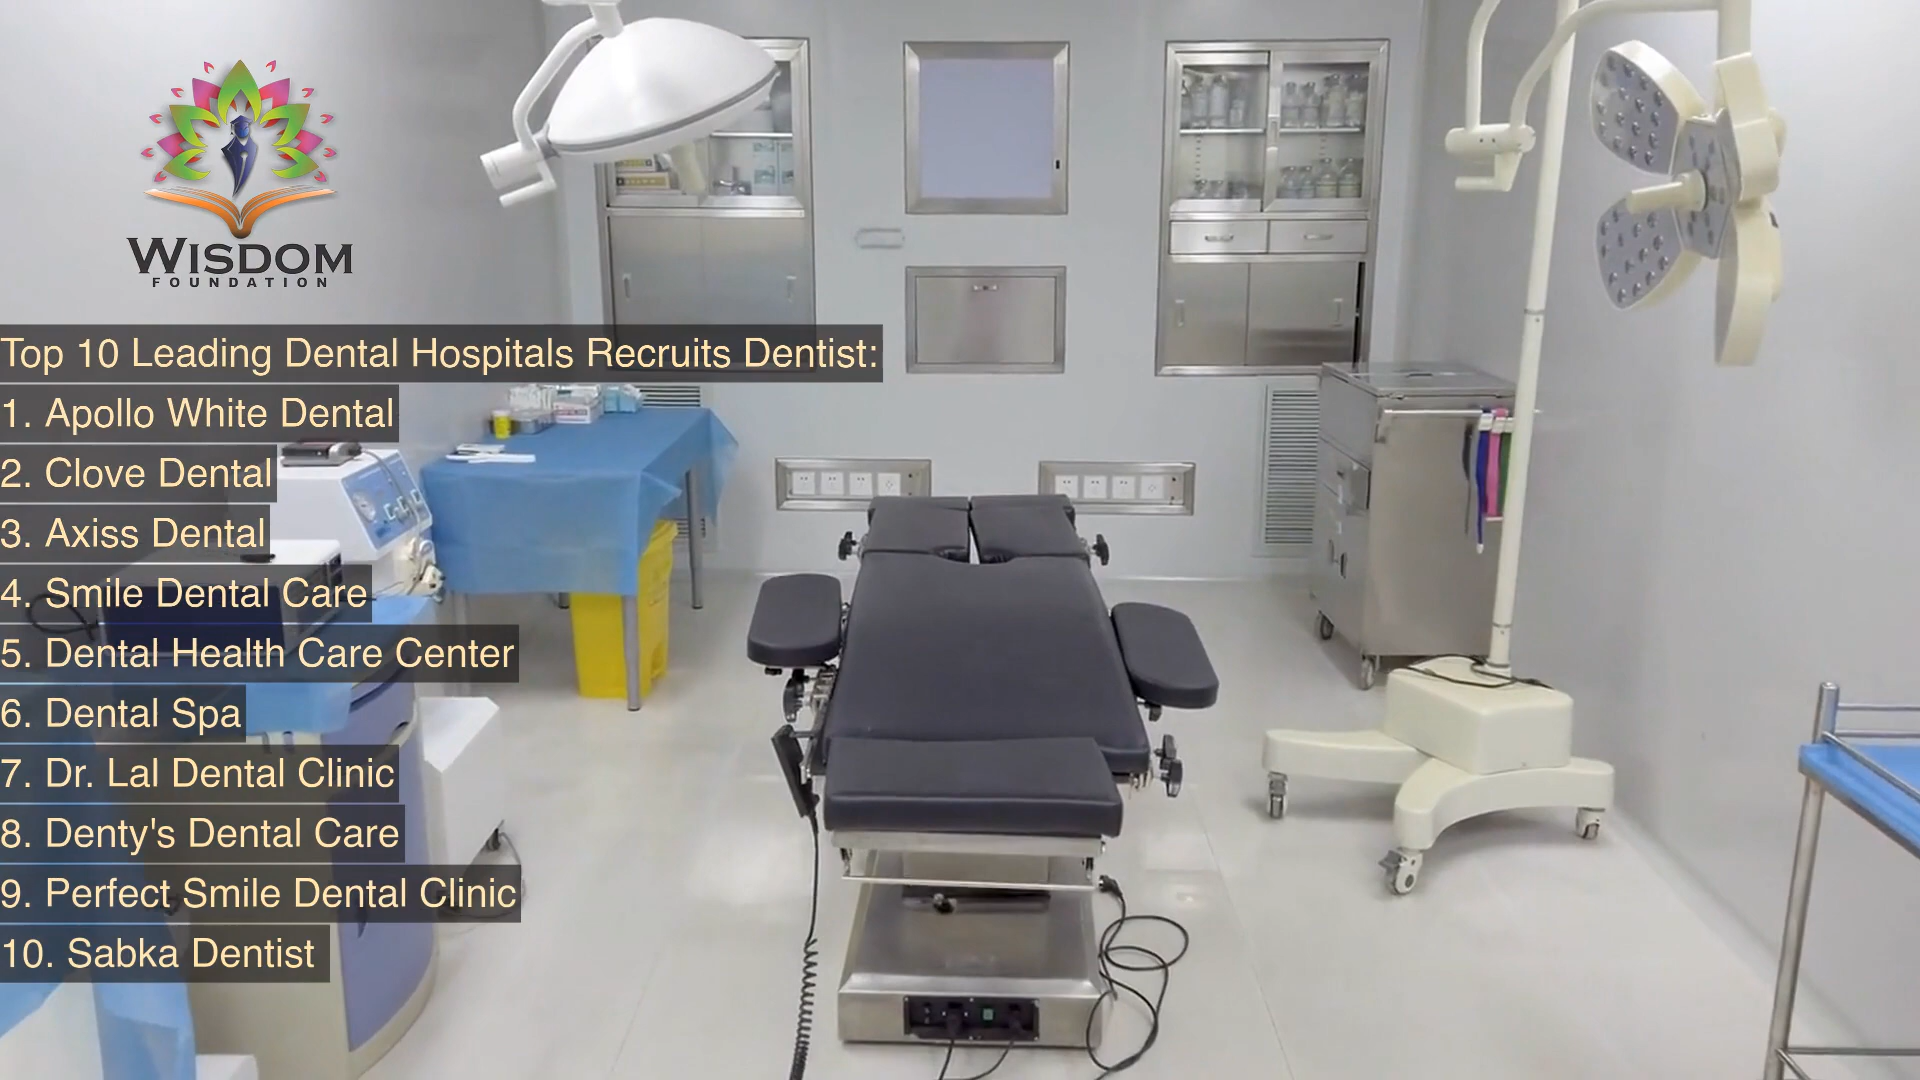 WISDOM
FOUNDATION
Top 10 Leading Dental Hospitals Recruits Dentist:
1. Apollo White Dental
2. Clove Dental
3. Axiss Dental
4. Smile Dental Care
5. Dental Health Care Center
6. Dental Spa
7. Dr. Lal Dental Clinic
8. Denty's Dental Care
9. Perfect Smile Dental Clinic
10. Sabka Dentist